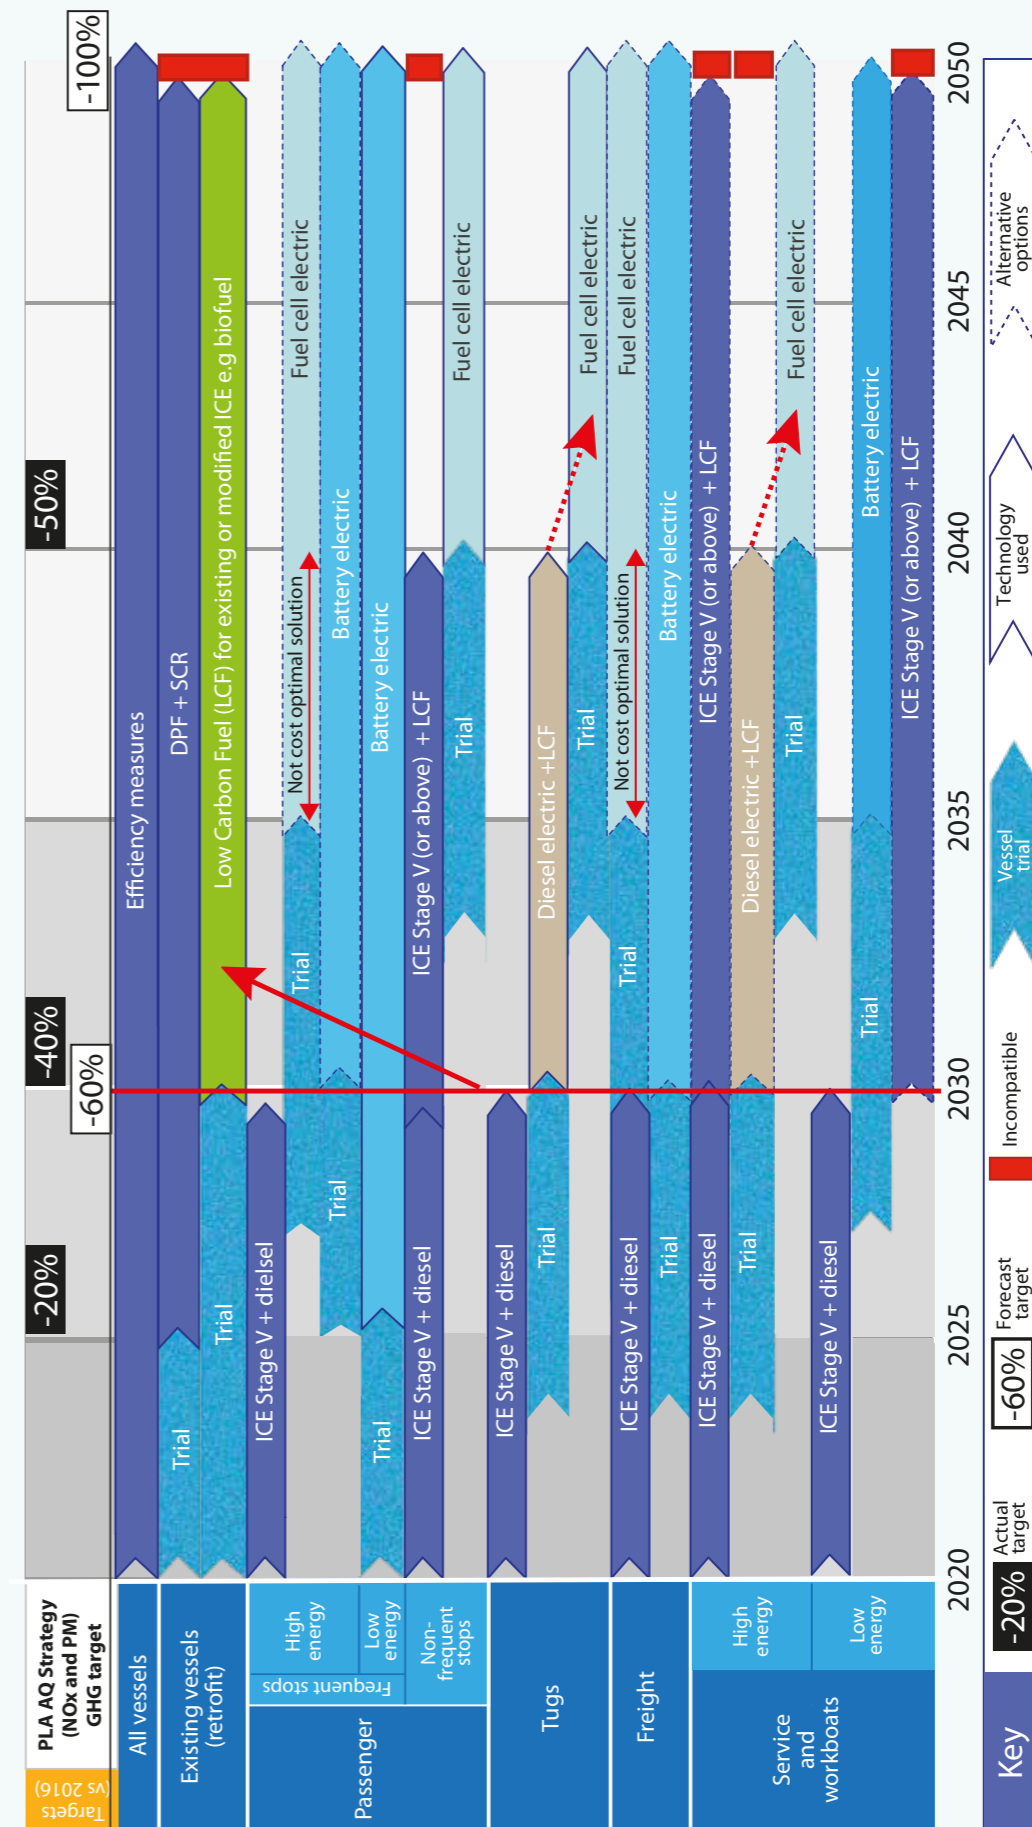 Targets
(vs 2016)
PLA AQ Strategy
(NOx and PM)
GHG target
-20%
-40%
-50%
-60%
-100%
All vessels
Efficiency measures
Existing vessels
(retrofit)
Trial
DPF + SCR
Trial
Low Carbon Fuel (LCF) for existing or modified ICE e.g biofuel
Passenger
Frequent stops
High
energy
ICE Stage V + dielsel
Trial
Not cost optimal solution
Fuel cell electric
Trial
Battery electric
Low
energy
Trial
Battery electric
Non-
frequent
stops
ICE Stage V + diesel
ICE Stage V (or above) + LCF
Trial
Fuel cell electric
Tugs
ICE Stage V + diesel
Trial
Diesel electric +LCF
Trial
Fuel cell electric
Freight
ICE Stage V + diesel
Trial
Not cost optimal solution
Fuel cell electric
Trial
Battery electric
Service
and
workboats
High
energy
ICE Stage V + diesel
ICE Stage V (or above) + LCF
Trial
Diesel electric +LCF
Trial
Fuel cell electric
Low
energy
ICE Stage V + diesel
Trial
Battery electric
ICE Stage V (or above) + LCF
2020
2025
2030
2035
2040
2045
2050
Key
-20%
Actual
target
-60%
Forecast
target
Incompatible
Vessel
trial
Technology
used
Alternative
options